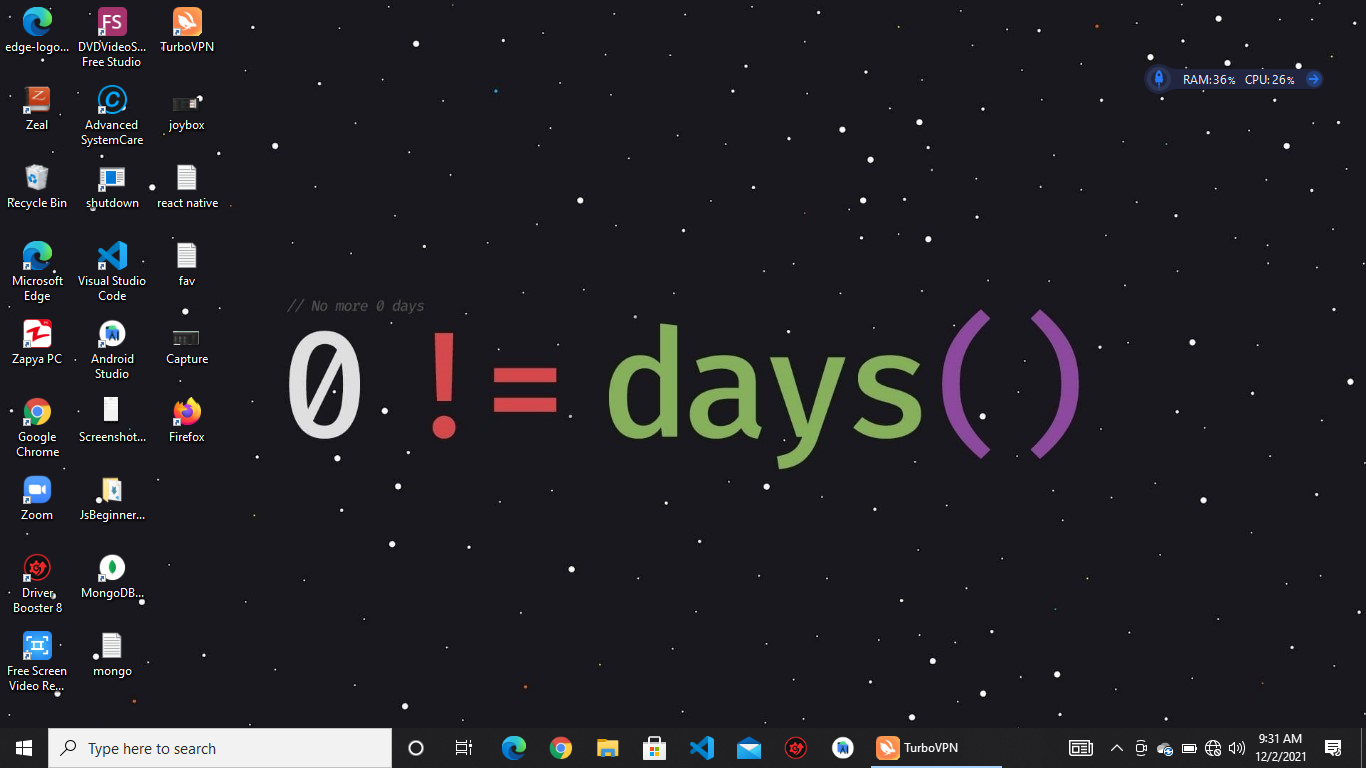 edge-logo...
DVDVideoS...
Free Studio
TurboVPN
RAM:36% CPU:26%
Zeal
Advanced
SystemCare
joybox
Recycle Bin
shutdown
react native
Microsoft
Edge
Visual Studio
Code
fav
// No more 0 days
0 != days()
Zapya PC
Android
Studio
Capture
Google
Chrome
Screenshot...
Firefox
Zoom
JsBeginner...
Driver
Booster 8
MongoDB...
Free Screen
Video Re...
mongo
Type here to search
TurboVPN
9:31 AM
12/2/2021